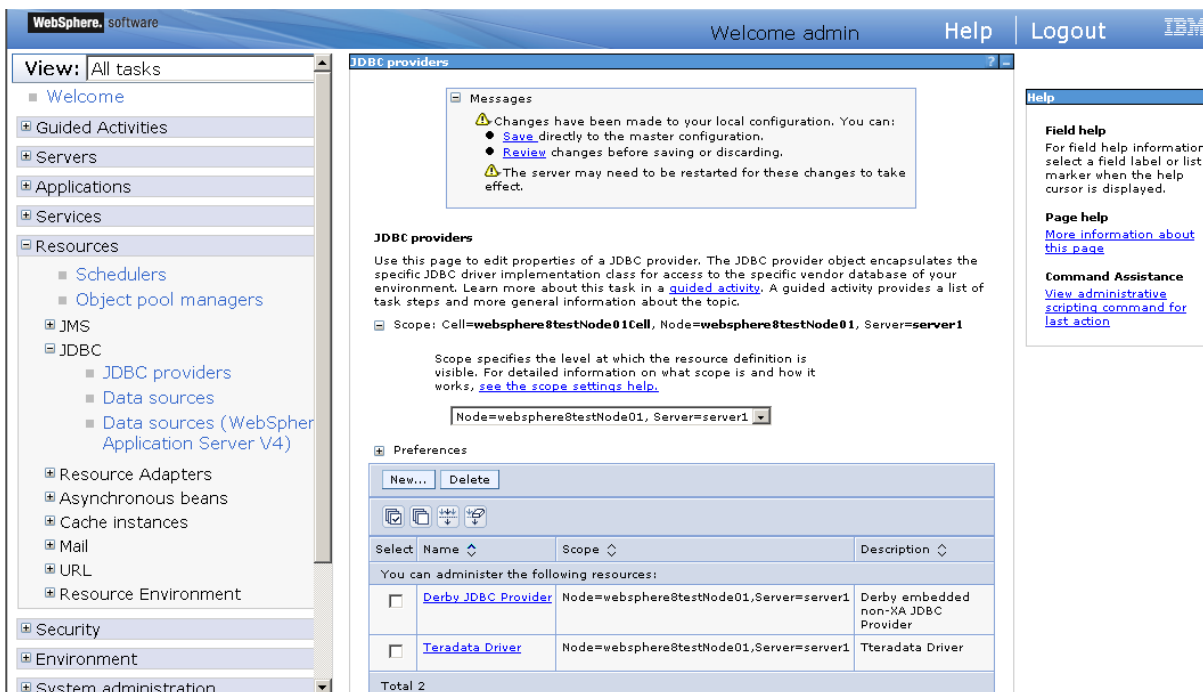 WebSphere. software
Welcome admin
Help
Logout
IBM
View: All tasks
Welcome
Guided Activities
Servers
Applications
Services
Resources
Schedulers
Object pool managers
JMS
JDBC
JDBC providers
Data sources
Data sources (WebSpher
Application Server V4)
Resource Adapters
Asynchronous beans
Cache instances
Mail
URL
Resource Environment
Security
Environment
System administration
JDBC providers
? _
Messages
Changes have been made to your local configuration. You can:
Save directly to the master configuration.
Review changes before saving or discarding.
The server may need to be restarted for these changes to take
effect.
JDBC providers
Use this page to edit properties of a JDBC provider. The JDBC provider object encapsulates the
specific JDBC driver implementation class for access to the specific vendor database of your
environment. Learn more about this task in a guided activity. A guided activity provides a list of
task steps and more general information about the topic.
Scope: Cell=websphere8testNode01Cell, Node=websphere8testNode01, Server=server1
Scope specifies the level at which the resource definition is
visible. For detailed information on what scope is and how it
works, see the scope settings help.
Node=websphere8testNode01, Server=server1
Preferences
New... Delete
Select Name Scope Description
You can administer the following resources:
Derby JDBC Provider Node=websphere8testNode01,Server=server1 Derby embedded
non-XA JDBC
Provider
Teradata Driver Node=websphere8testNode01,Server=server1 Tteradata Driver
Total 2
Help
Field help
For field help information
select a field label or list
marker when the help
cursor is displayed.
Page help
More information about
this page
Command Assistance
View administrative
scripting command for
last action